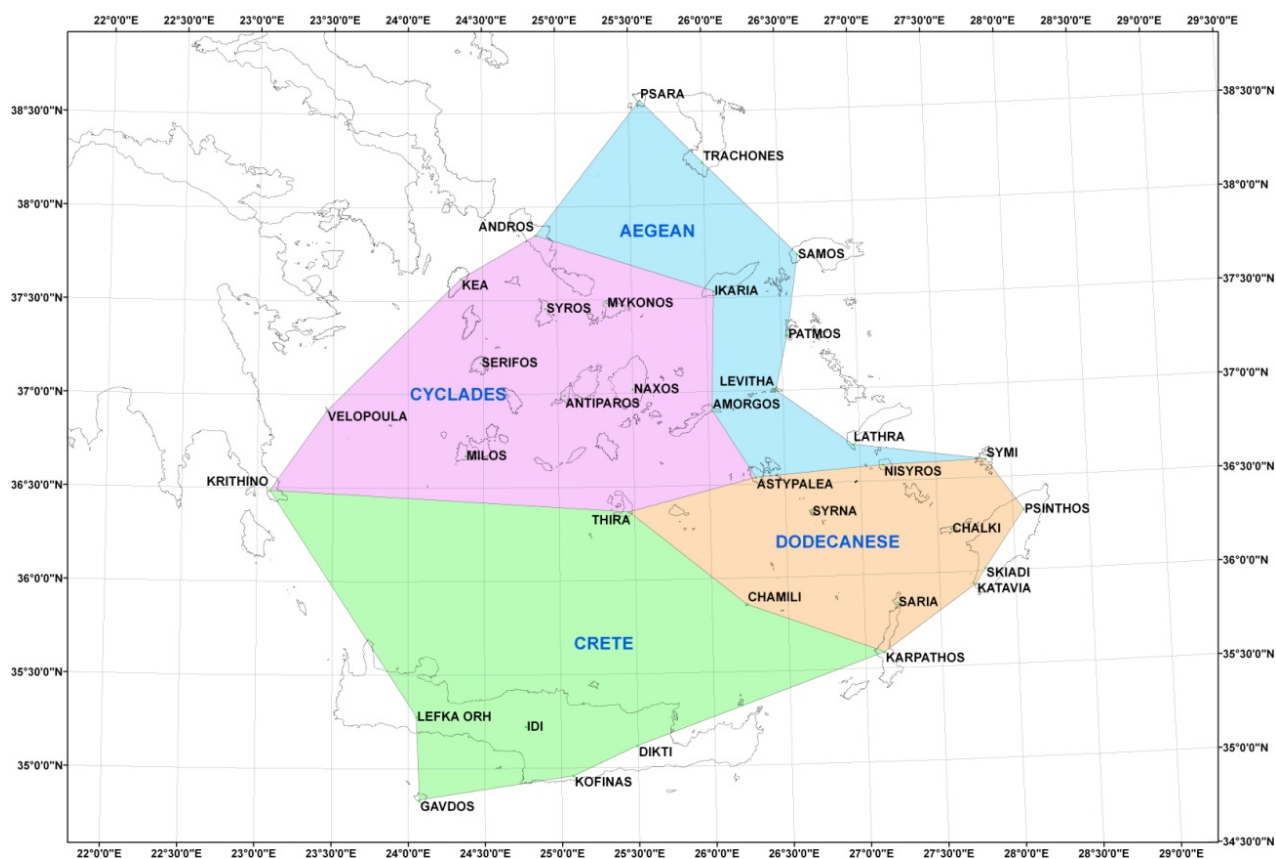 22°0'0"E 22°30'0"E 23°0'0"E 23°30'0"E 24°0'0"E 24°30'0"E 25°0'0"E 25°30'0"E 26°0'0"E 26°30'0"E 27°0'0"E 27°30'0"E 28°0'0"E 28°30'0"E 29°0'0"E 29°30'0"E
PSARA
38°30'0"N 38°30'0"N
TRACHONES
38°0'0"N 38°0'0"N
ANDROS AEGEAN
SAMOS
KEA IKARIA 37°30'0"N
37°30'0"N SYROS MYKONOS
PATMOS
SERIFOS
37°0'0"N CYCLADES NAXOS LEVITHA 37°0'0"N
VELOPOULA ANTIPAROS AMORGOS
LATHRA
MILOS SYMI
KRITHINO ASTYPALEA NISYROS 36°30'0"N
36°30'0"N
THIRA SYRNA PSINTHOS
DODECANESE CHALKI
36°0'0"N SKIADI 36°0'0"N
CHAMILI SARIA KATAVIA
CRETE
35°30'0"N KARPATHOS 35°30'0"N
LEFKA ORH IDI
DIKTI
35°0'0"N KOFINAS 35°0'0"N
GAVDOS
34°30'0"N
22°0'0"E 22°30'0"E 23°0'0"E 23°30'0"E 24°0'0"E 24°30'0"E 25°0'0"E 25°30'0"E 26°0'0"E 26°30'0"E 27°0'0"E 27°30'0"E 28°0'0"E 28°30'0"E 29°0'0"E